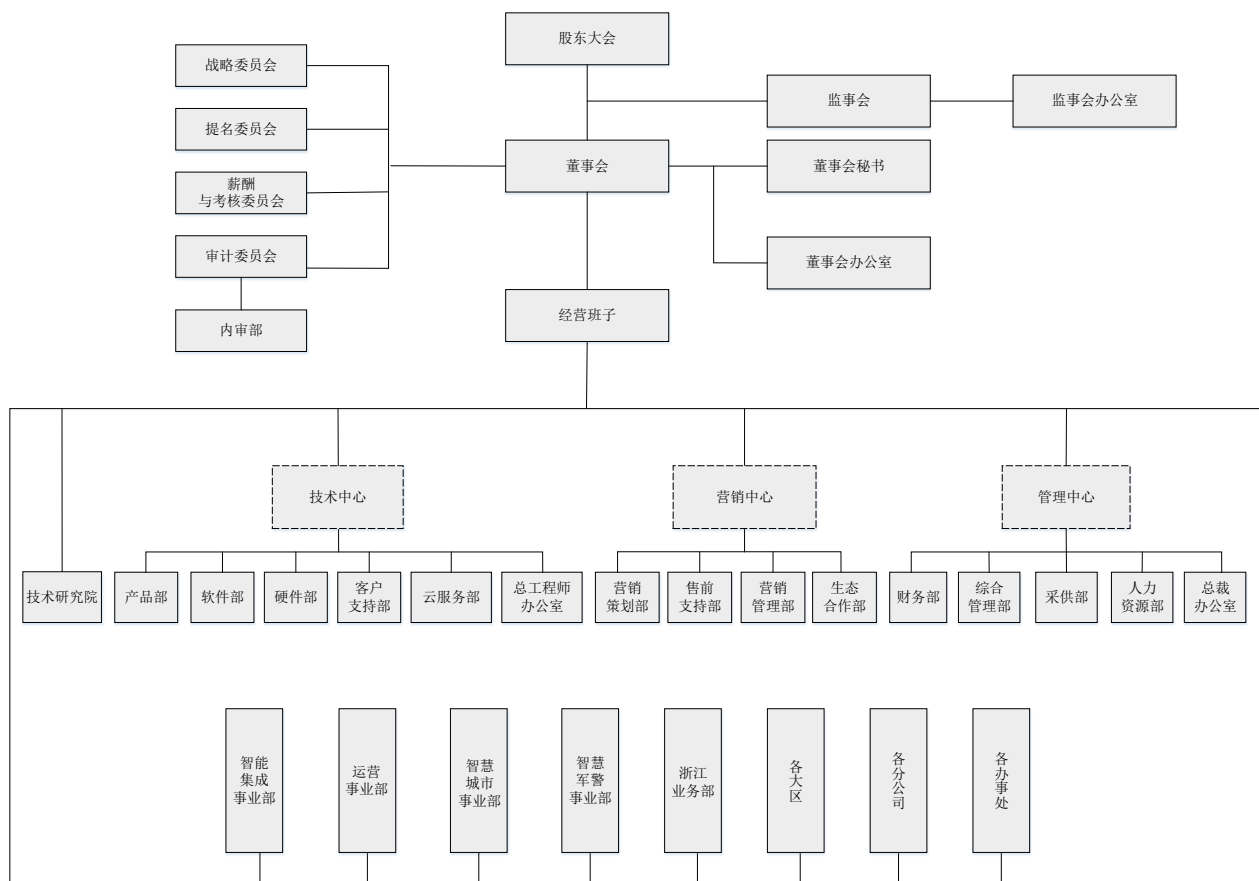 股东大会
战略委员会
监事会
监事会办公室
提名委员会
董事会
董事会秘书
薪酬
与考核委员会
审计委员会
董事会办公室
经营班子
内审部
技术中心
营销中心
管理中心
技术研究院
产品部
软件部
硬件部
客户
支持部
云服务部
总工程师
办公室
营销
策划部
售前
支持部
营销
管理部
生态
合作部
财务部
综合
管理部
采供部
人力
资源部
总裁
办公室
智能
集成
事业部
运营
事业部
智慧
城市
事业部
智慧
军警
事业部
浙江
业务部
各大区
各分公司
各办事处